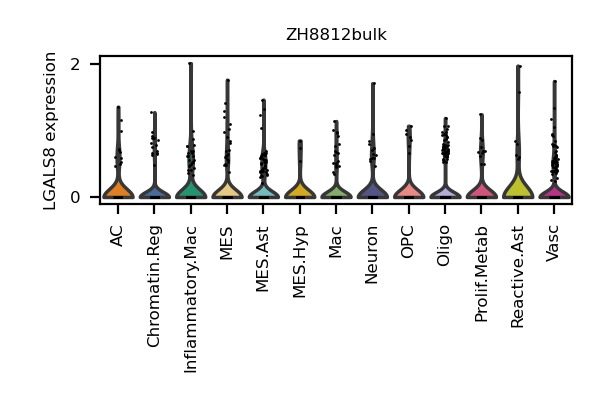 ZH8812bulk
LGALS8 expression
2
0
AC
Chromatin.Reg
Inflammatory.Mac
MES
MES.Ast
MES.Hyp
Mac
Neuron
OPC
Oligo
Prolif.Metab
Reactive.Ast
Vasc